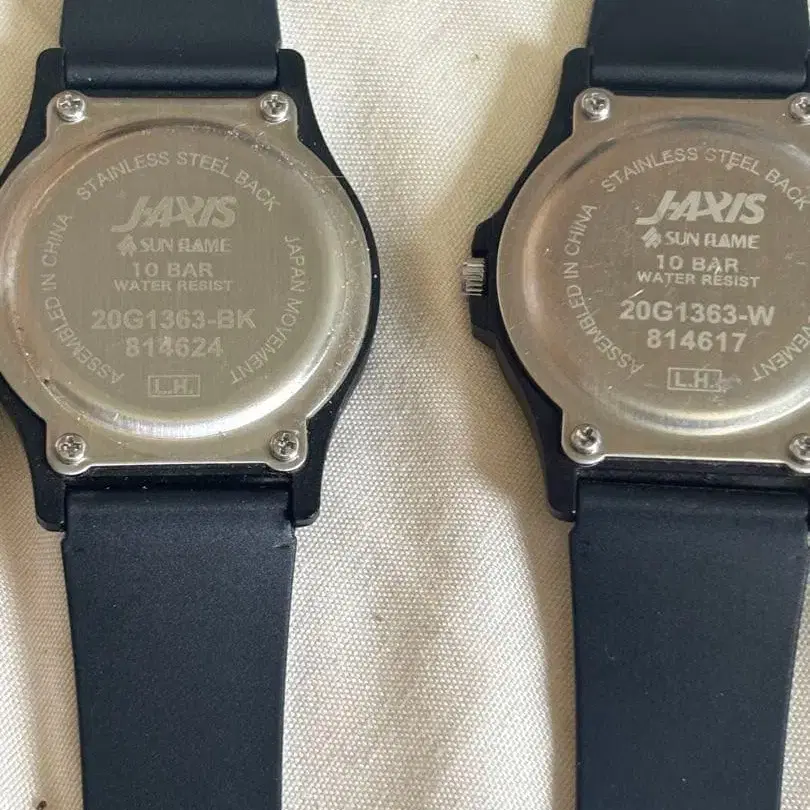 STAINLESS STEEL BACK
J-AXIS
SUN FLAME
10 BAR
WATER RESIST
20G1363-BK
814624
L.H.
ASSEMBLED IN CHINA
JAPAN MOVEMENT
STAINLESS STEEL BACK
J-AXIS
SUN FLAME
10 BAR
WATER RESIST
20G1363-W
814617
L.H.
ASSEMBLED IN CHINA
MOVEMENT